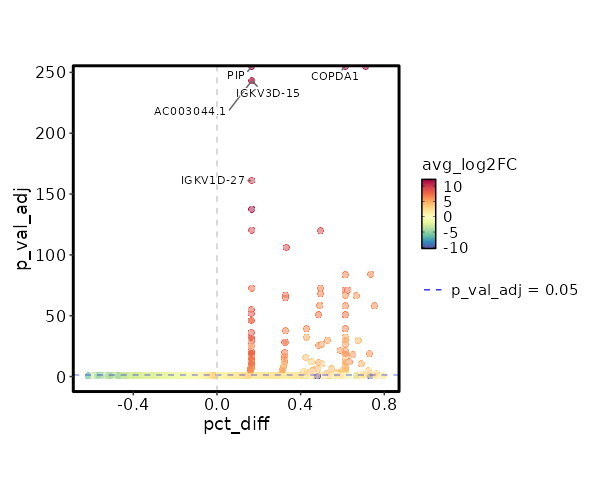 250
200
150
100
50
0
p_val_adj
PIP
COPDA1
IGKV3D-15
AC003044.1
IGKV1D-27
-0.4
0.0
0.4
0.8
pct_diff
avg_log2FC
10
5
0
-5
-10
p_val_adj = 0.05